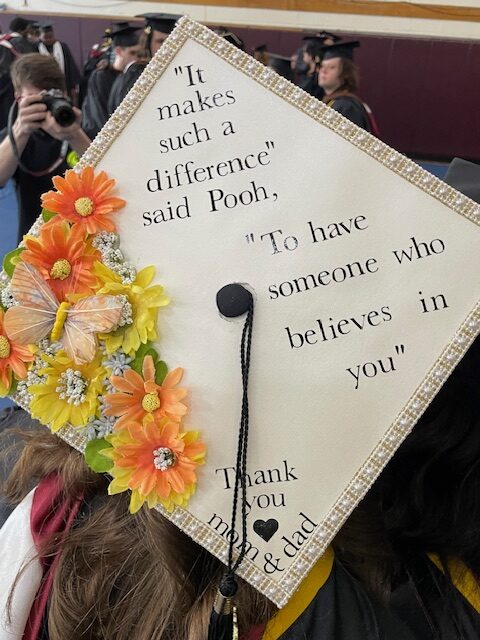 "It
makes
such a
difference"
said Pooh,
"To have
someone who
believes in
you"
Thank
you
mom & dad